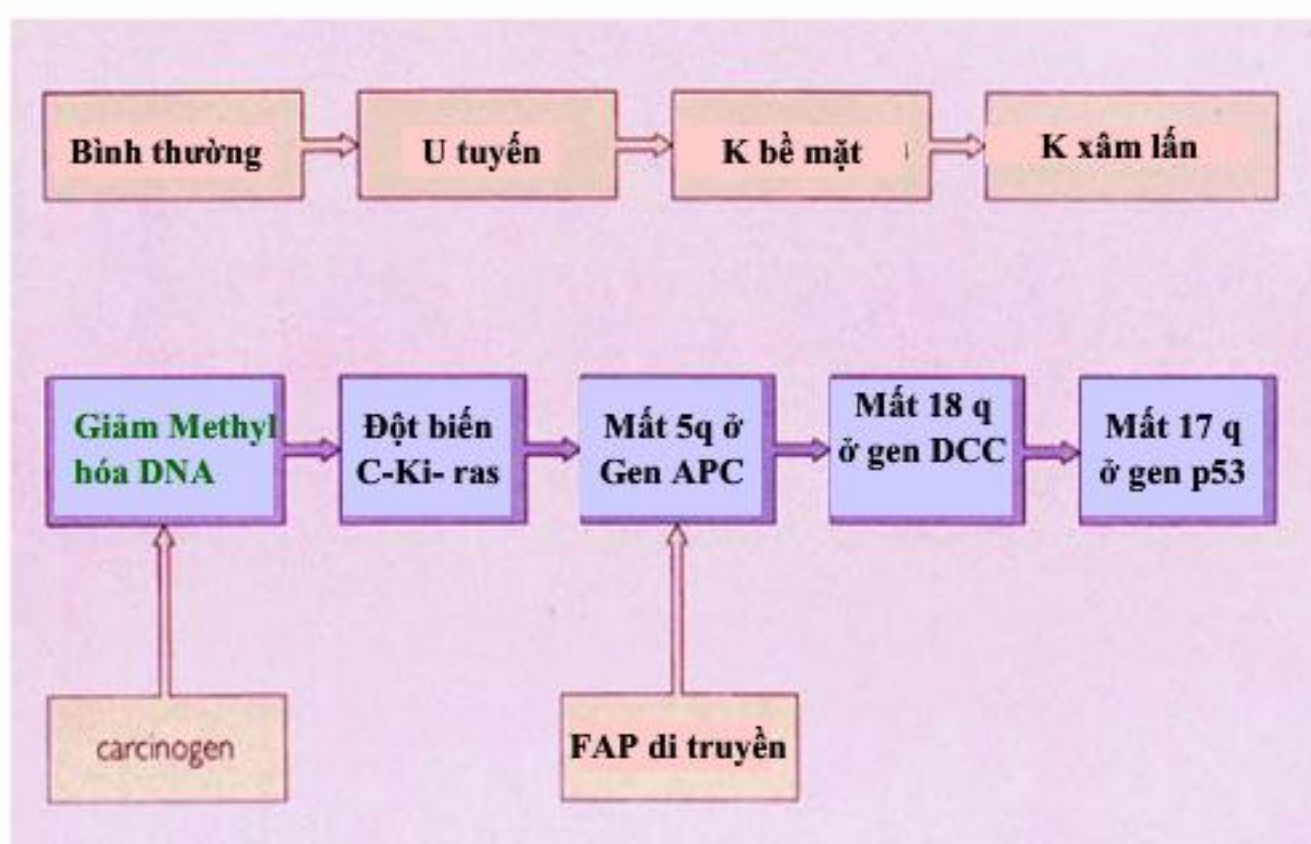 Bình thường
U tuyến
K bề mặt
K xâm lấn
Giảm Methyl
hóa DNA
Đột biến
C-Ki- ras
Mất 5q ở
Gen APC
Mất 18 q
ở gen DCC
Mất 17 q
ở gen p53
carcinogen
FAP di truyền